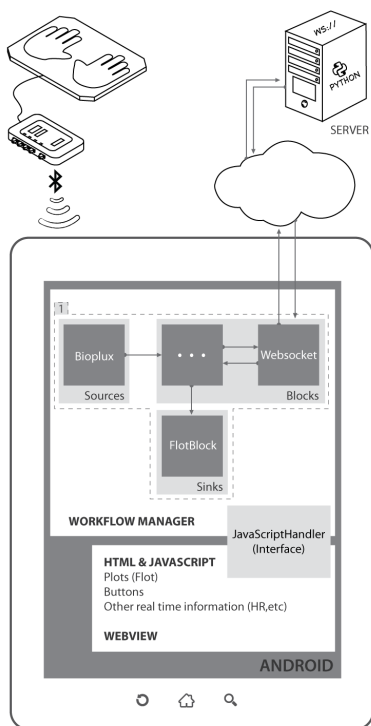 WS://
PYTHON
SERVER
1
Bioplux
. . .
Websocket
Sources
Blocks
FlotBlock
Sinks
WORKFLOW MANAGER
JavaScriptHandler
(Interface)
HTML & JAVASCRIPT
Plots (Flot)
Buttons
Other real time information (HR,etc)
WEBVIEW
ANDROID